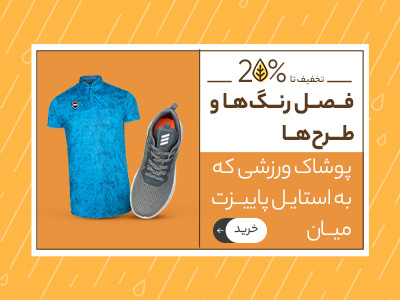 تخفیف تا 20%
فصل رنگ‌ها و
طرح‌ها
پوشاک ورزشی که
به استایل پاییزت
میان
خرید